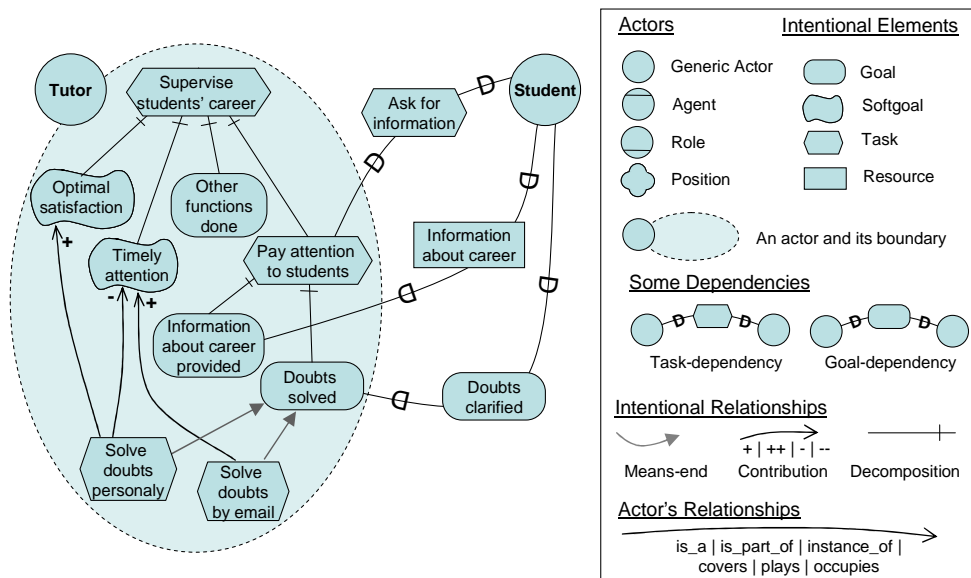 Tutor
Supervise
students' career
Ask for
information
D
Student
Optimal
satisfaction
Other
functions
done
D
D
+
Timely
attention
Pay attention
to students
Information
about career
-
+
D
Information
about career
provided
Doubts
solved
D
Doubts
clarified
Solve
doubts
personaly
Solve
doubts
by email
Actors
Intentional Elements
Generic Actor
Goal
Agent
Softgoal
Role
Task
Position
Resource
An actor and its boundary
Some Dependencies
D
D
D
D
Task-dependency
Goal-dependency
Intentional Relationships
+ | ++ | - | --
Means-end
Contribution
Decomposition
Actor's Relationships
is_a | is_part_of | instance_of |
covers | plays | occupies